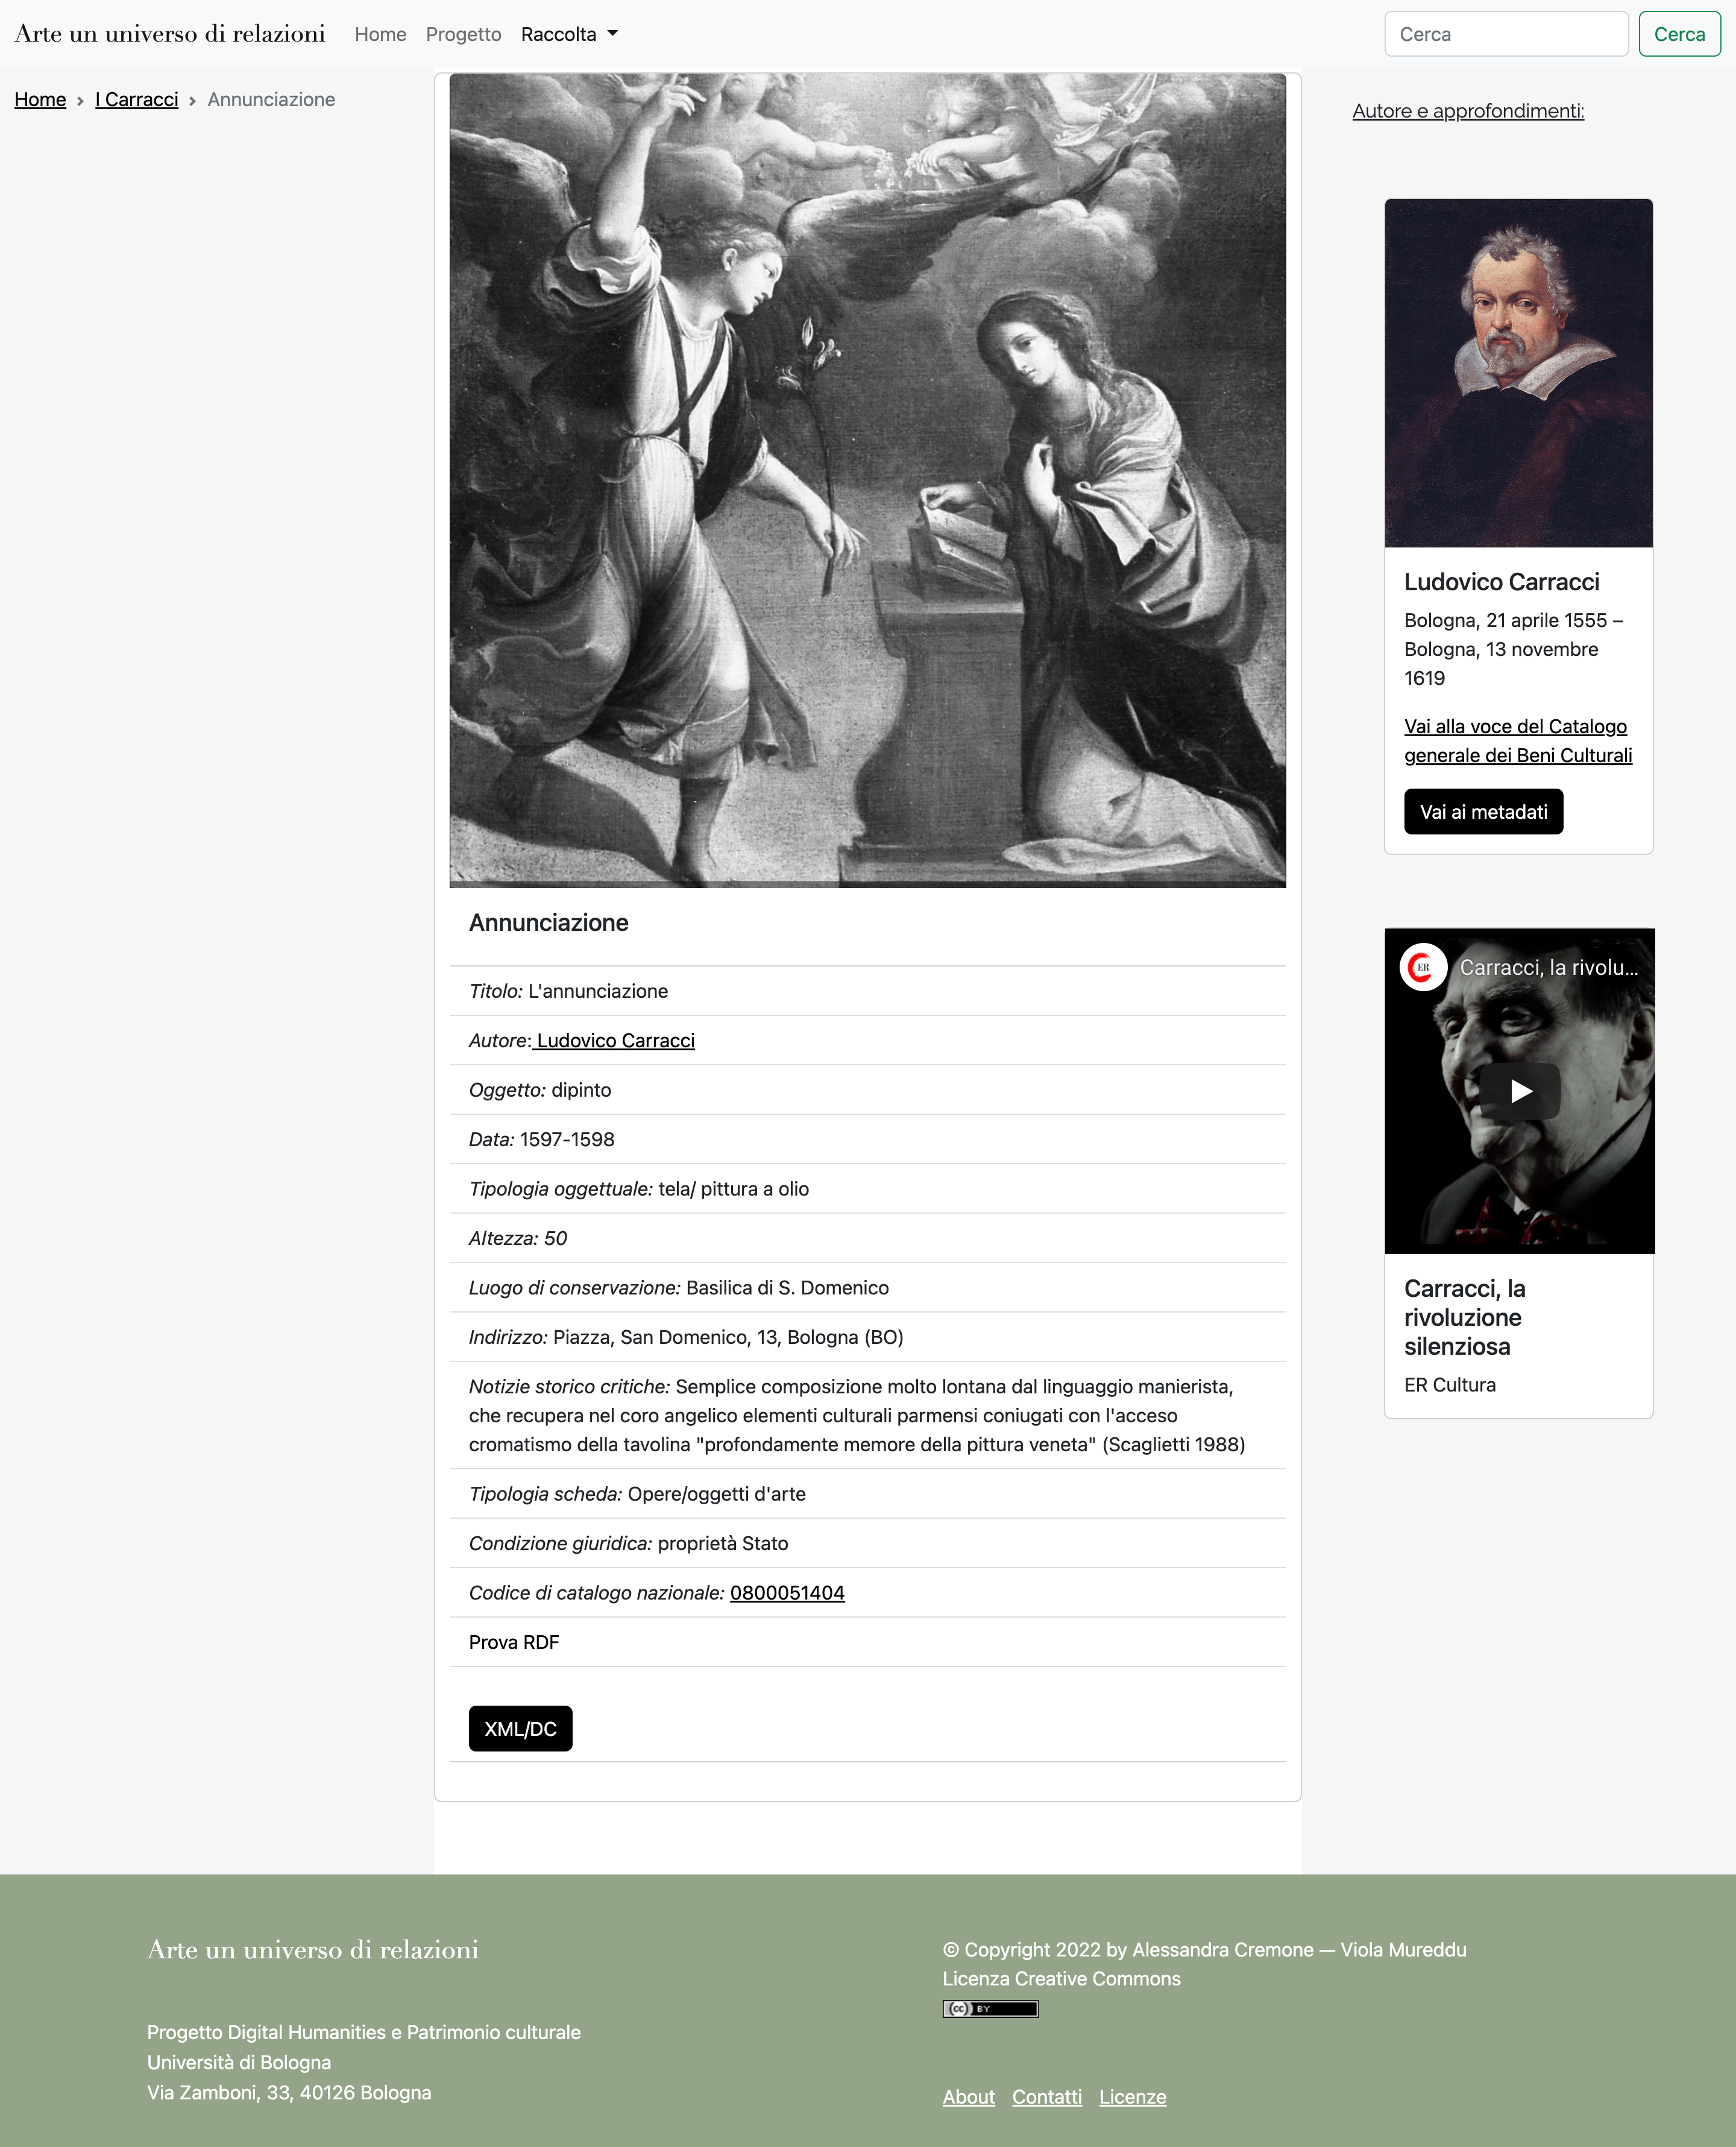 Arte un universo di relazioni
Home
Progetto
Raccolta
Cerca
Cerca
Home › I Carracci › Annunciazione
Annunciazione
Titolo: L'annunciazione
Autore: Ludovico Carracci
Oggetto: dipinto
Data: 1597-1598
Tipologia oggettuale: tela/ pittura a olio
Altezza: 50
Luogo di conservazione: Basilica di S. Domenico
Indirizzo: Piazza, San Domenico, 13, Bologna (BO)
Notizie storico critiche: Semplice composizione molto lontana dal linguaggio manierista,
che recupera nel coro angelico elementi culturali parmensi coniugati con l'acceso
cromatismo della tavolina "profondamente memore della pittura veneta" (Scaglietti 1988)
Tipologia scheda: Opere/oggetti d'arte
Condizione giuridica: proprietà Stato
Codice di catalogo nazionale: 0800051404
Prova RDF
XML/DC
Autore e approfondimenti:
Ludovico Carracci
Bologna, 21 aprile 1555 –
Bologna, 13 novembre
1619
Vai alla voce del Catalogo
generale dei Beni Culturali
Vai ai metadati
ER
Carracci, la rivolu...
Carracci, la
rivoluzione
silenziosa
ER Cultura
Arte un universo di relazioni
Progetto Digital Humanities e Patrimonio culturale
Università di Bologna
Via Zamboni, 33, 40126 Bologna
© Copyright 2022 by Alessandra Cremone — Viola Mureddu
Licenza Creative Commons
cc BY
About
Contatti
Licenze